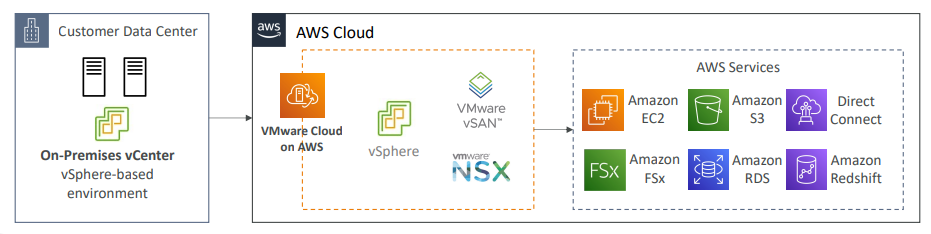 Customer Data Center
On-Premises vCenter
vSphere-based
environment
aws
AWS Cloud
VMware Cloud
on AWS
vSphere
VMware
vSAN™
vmware
NSX
AWS Services
Amazon
EC2
Amazon
S3
Direct
Connect
FSx
Amazon
FSx
Amazon
RDS
Amazon
Redshift